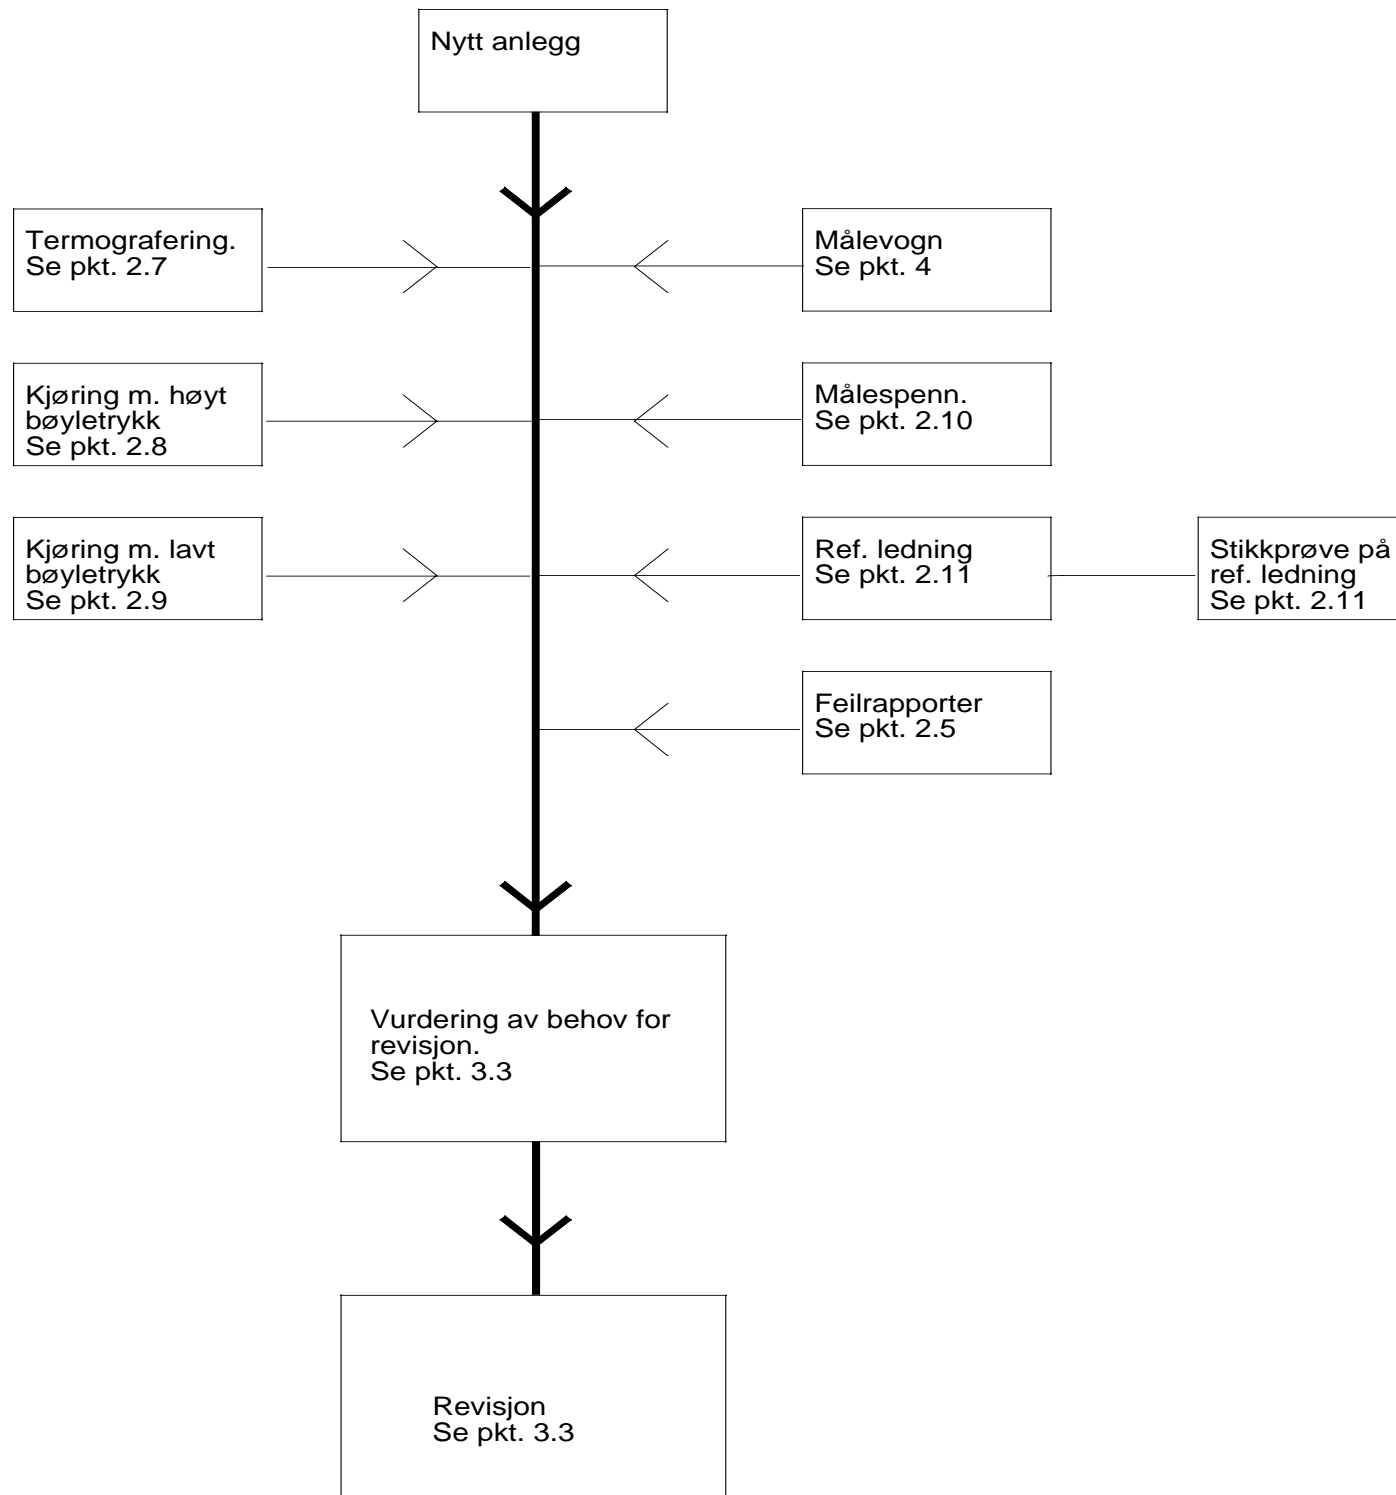 Nytt anlegg
Termografering.
Se pkt. 2.7
Målevogn
Se pkt. 4
Kjøring m. høyt
bøyletrykk
Se pkt. 2.8
Målespenn.
Se pkt. 2.10
Kjøring m. lavt
bøyletrykk
Se pkt. 2.9
Ref. ledning
Se pkt. 2.11
Stikkprøve på
ref. ledning
Se pkt. 2.11
Feilrapporter
Se pkt. 2.5
Vurdering av behov for
revisjon.
Se pkt. 3.3
Revisjon
Se pkt. 3.3